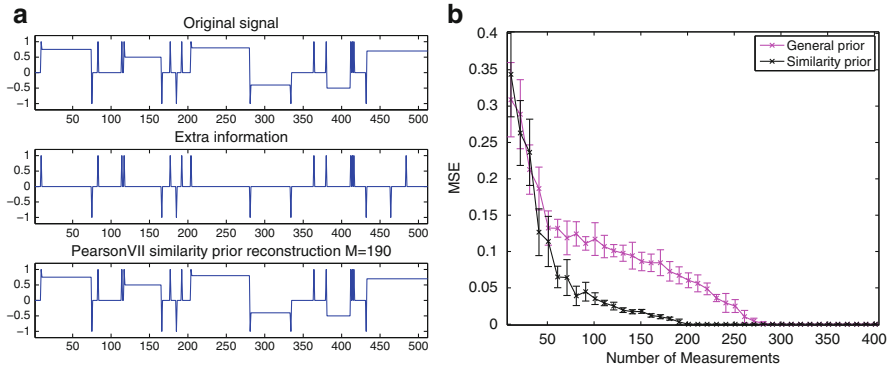 a
Original signal
1
0.5
0
−0.5
−1
50 100 150 200 250 300 350 400 450 500
Extra information
1
0.5
0
−0.5
−1
50 100 150 200 250 300 350 400 450 500
PearsonVII similarity prior reconstruction M=190
1
0.5
0
−0.5
−1
50 100 150 200 250 300 350 400 450 500
b
General prior
Similarity prior
MSE
0.4
0.35
0.3
0.25
0.2
0.15
0.1
0.05
0
50 100 150 200 250 300 350 400
Number of Measurements